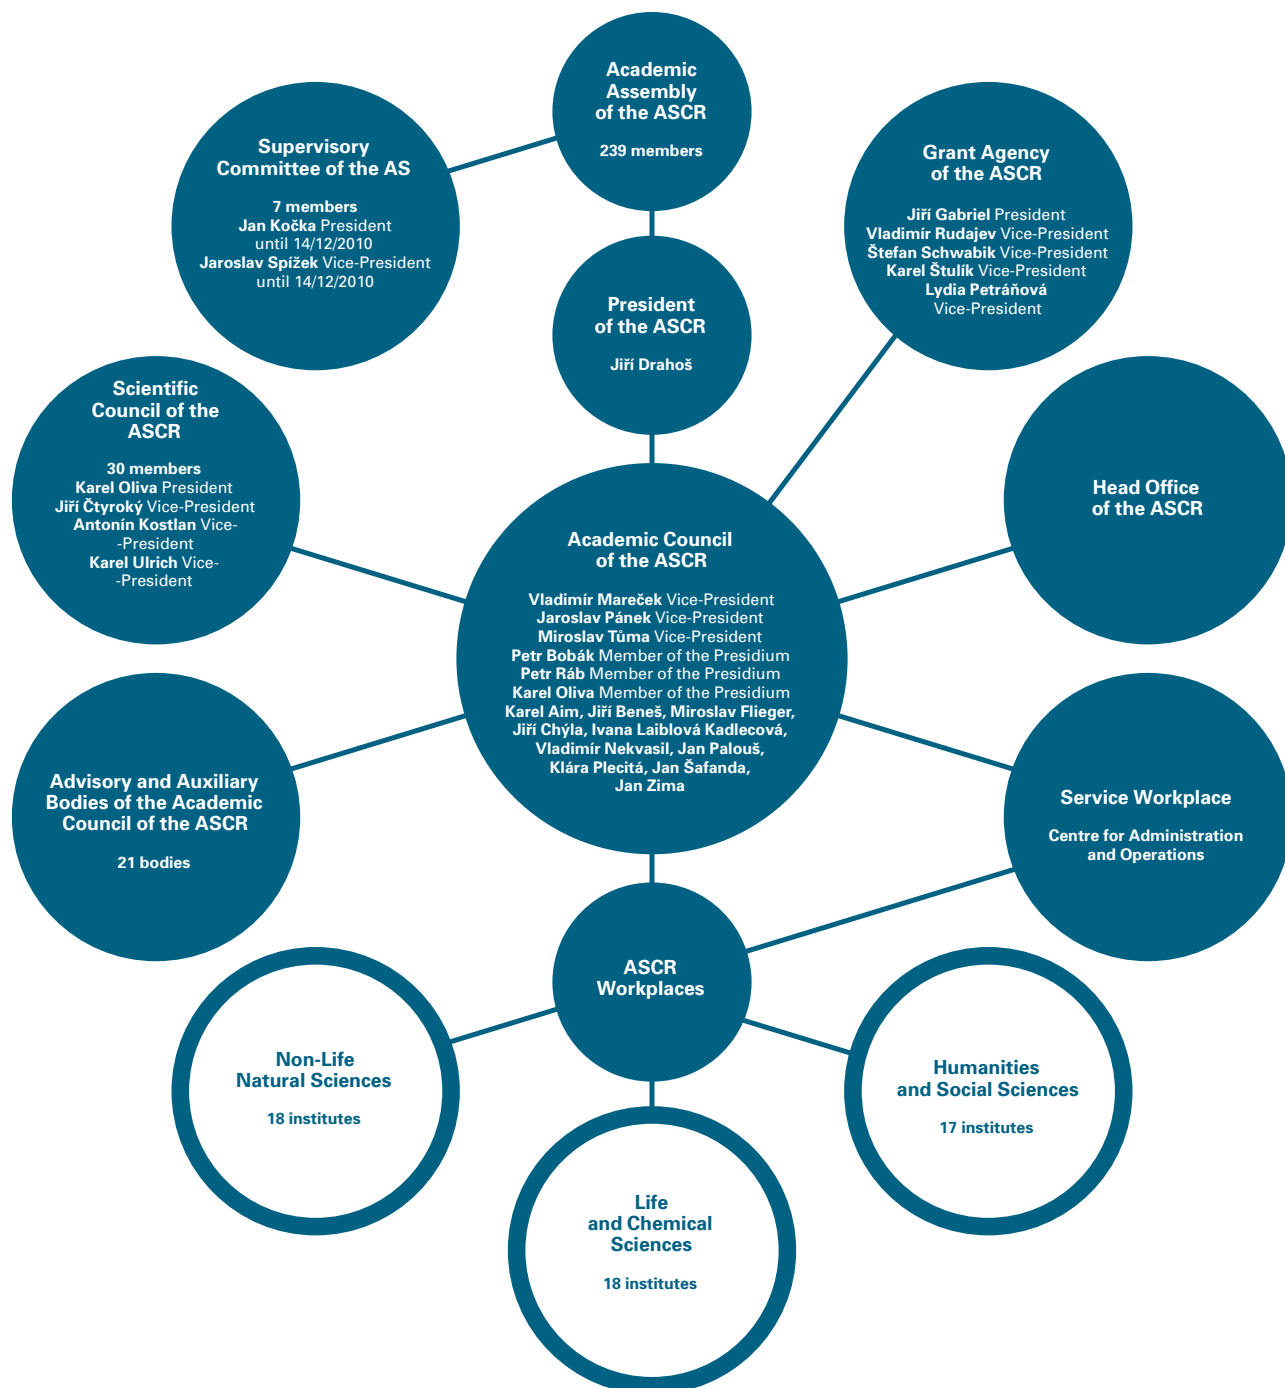 Academic
Assembly
of the ASCR
239 members
Supervisory
Committee of the AS
7 members
Jan Kočka President
until 14/12/2010
Jaroslav Spížek Vice-President
until 14/12/2010
Grant Agency
of the ASCR
Jiří Gabriel President
Vladimír Rudajev Vice-President
Štefan Schwabik Vice-President
Karel Štulík Vice-President
Lydia Petráňová
Vice-President
President
of the ASCR
Jiří Drahoš
Scientific
Council of the
ASCR
30 members
Karel Oliva President
Jiří Čtyroký Vice-President
Antonín Kostlan Vice-
-President
Karel Ulrich Vice-
-President
Head Office
of the ASCR
Academic Council
of the ASCR
Vladimír Mareček Vice-President
Jaroslav Pánek Vice-President
Miroslav Tůma Vice-President
Petr Bobák Member of the Presidium
Petr Ráb Member of the Presidium
Karel Oliva Member of the Presidium
Karel Aim, Jiří Beneš, Miroslav Flieger,
Jiří Chýla, Ivana Laiblová Kadlecová,
Vladimír Nekvasil, Jan Palouš,
Klára Plecitá, Jan Šafanda,
Jan Zima
Advisory and Auxiliary
Bodies of the Academic
Council of the ASCR
21 bodies
Service Workplace
Centre for Administration
and Operations
ASCR
Workplaces
Non-Life
Natural Sciences
18 institutes
Humanities
and Social Sciences
17 institutes
Life
and Chemical
Sciences
18 institutes